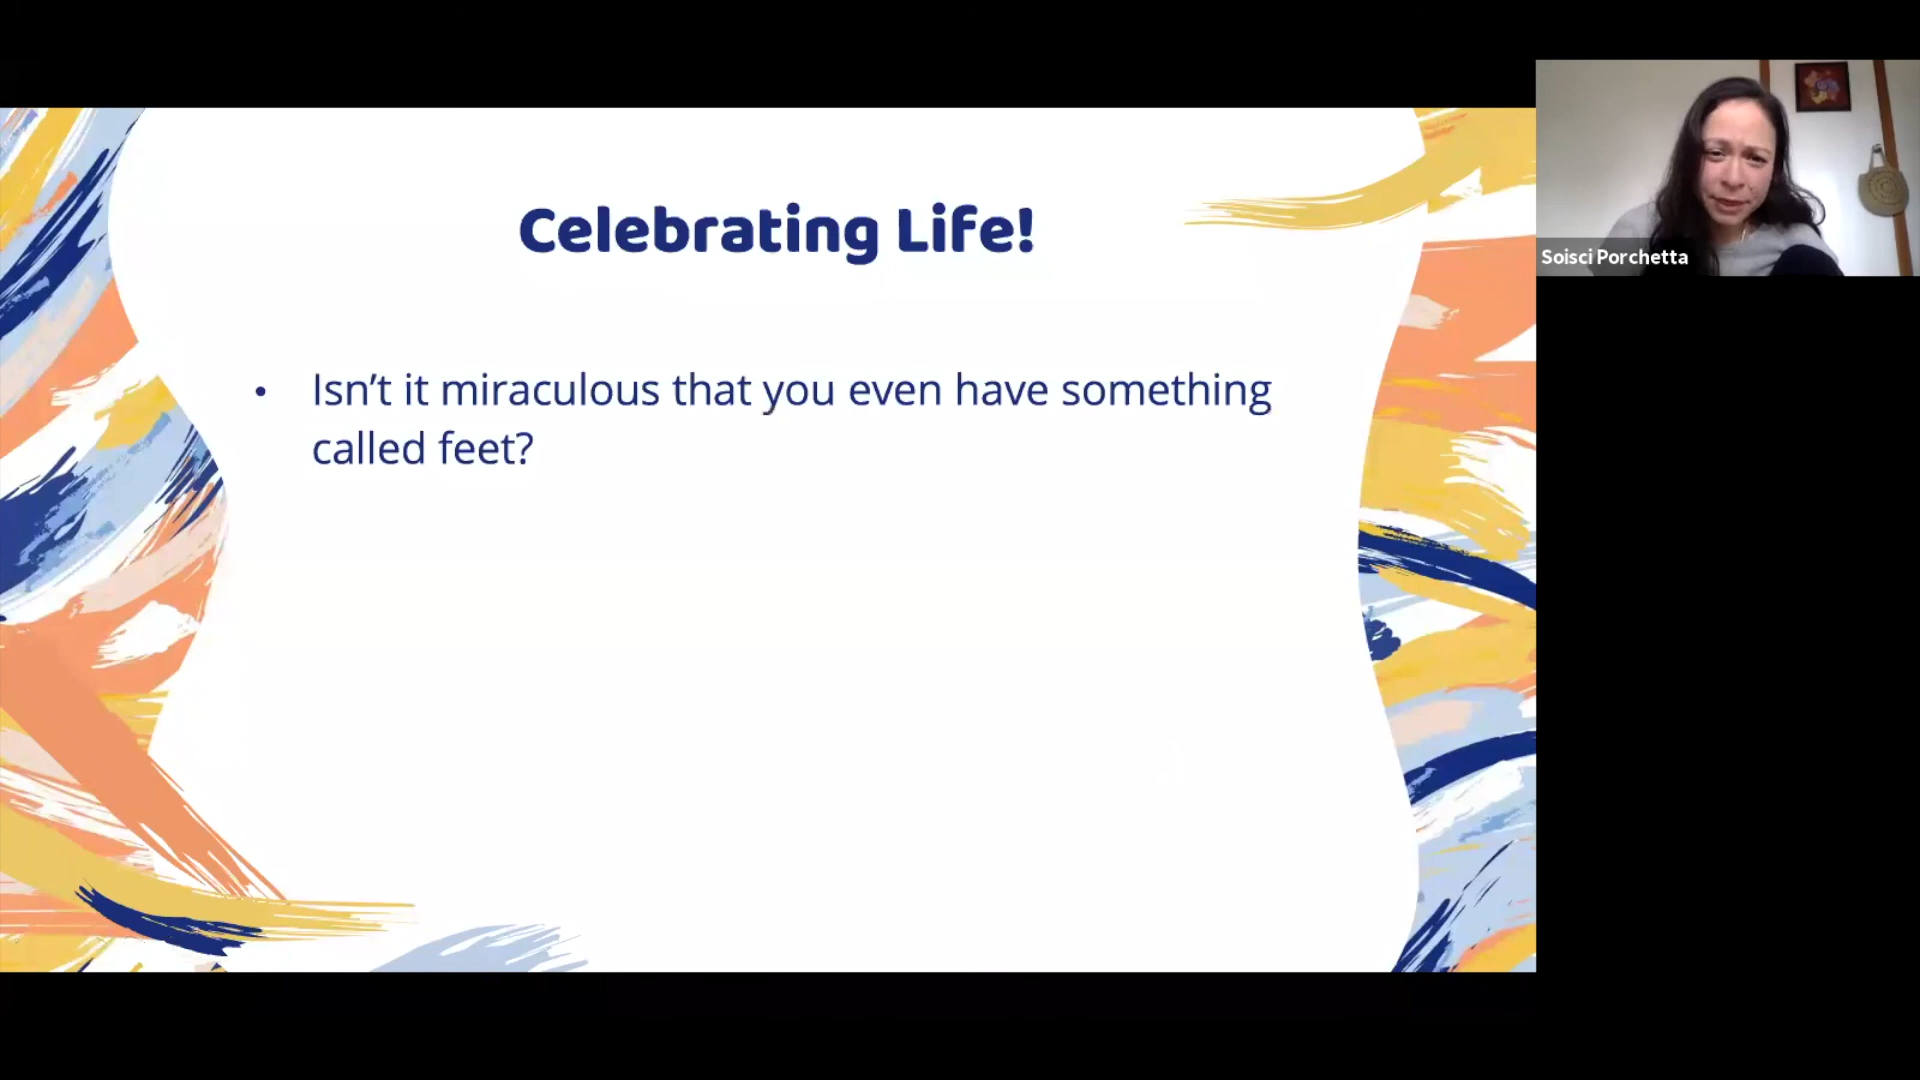 Celebrating Life!
• Isn’t it miraculous that you even have something
called feet?
Soisci Porchetta